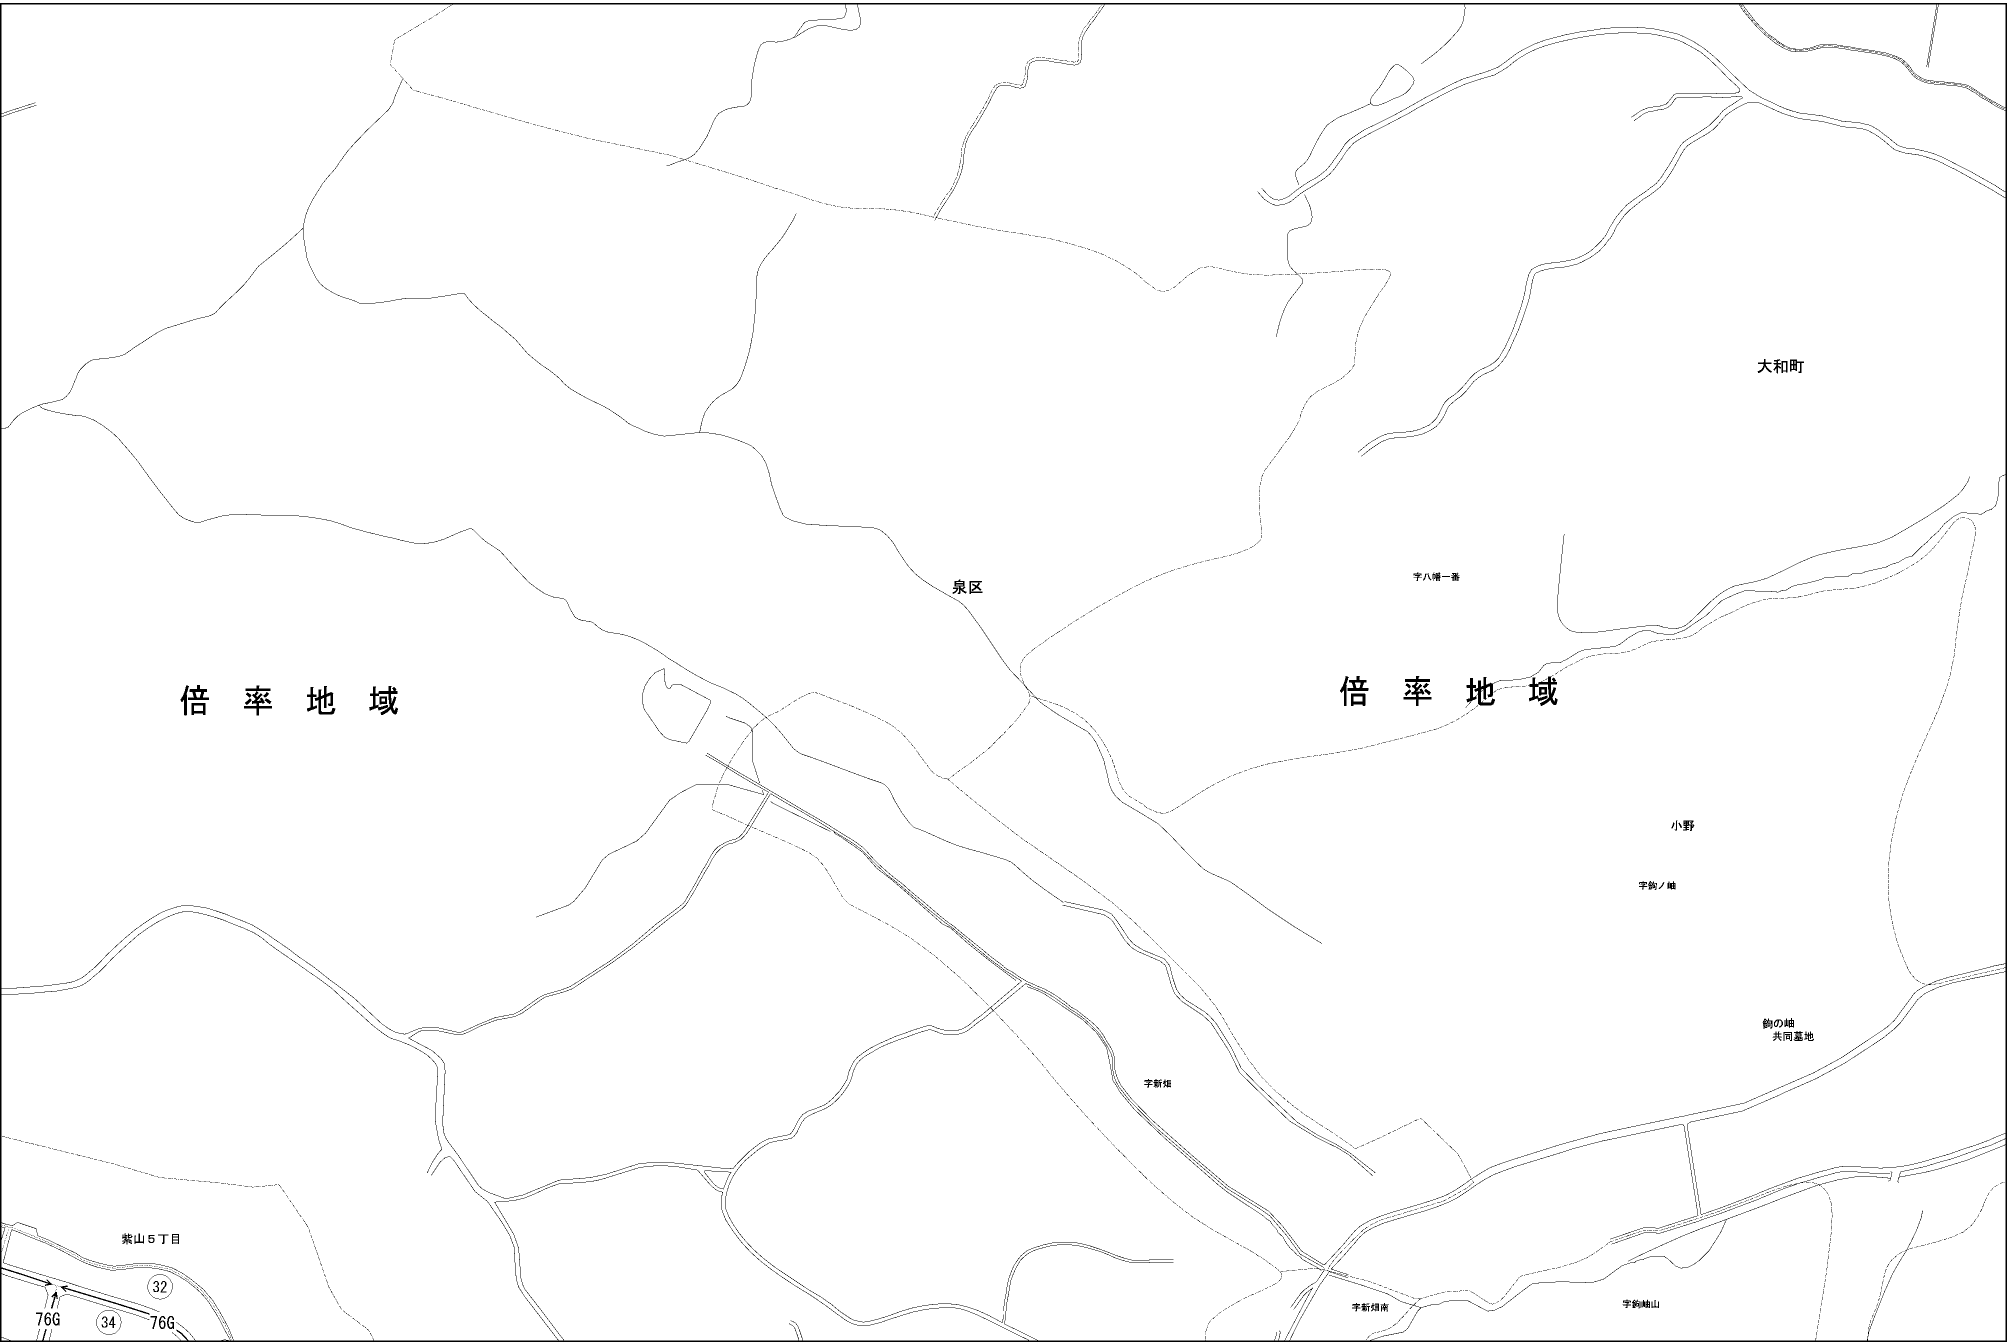 大和町
字八幡一番
泉区
倍率地域
倍率地域
小野
字鉤ノ岫
鉤の岫
共同墓地
字新畑
紫山５丁目
32
76G
34
76G
字新畑南
字鉤岫山